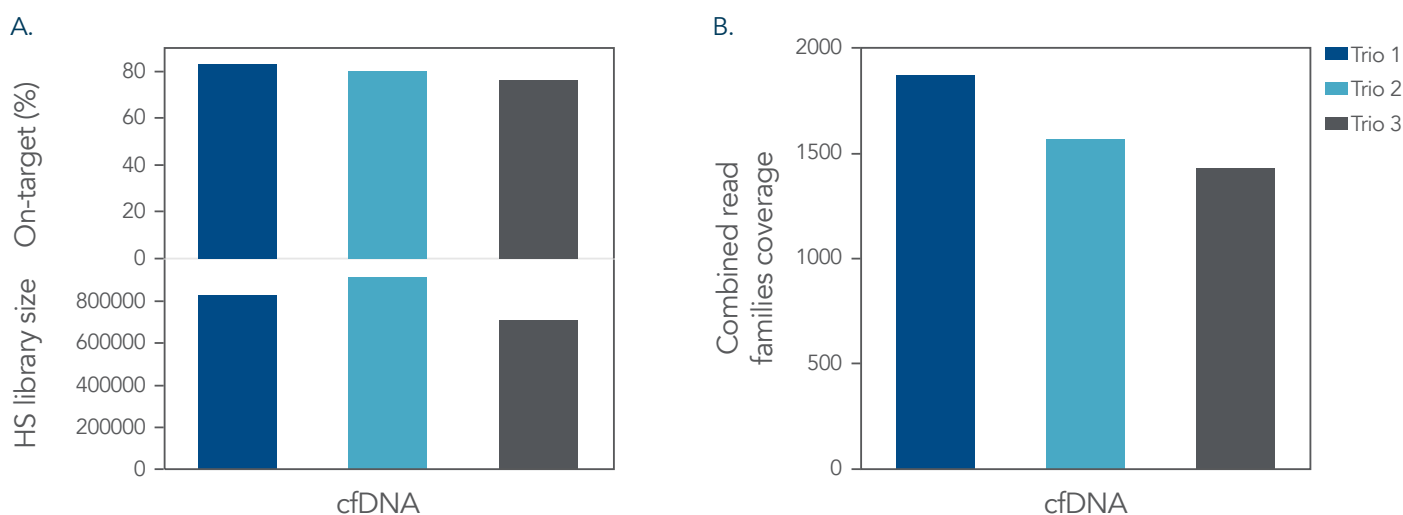 A.
On-target (%)
80
60
40
20
0
HS library size
800000
600000
400000
200000
0
cfDNA
B.
Combined read
families coverage
2000
1500
1000
500
0
cfDNA
Trio 1
Trio 2
Trio 3